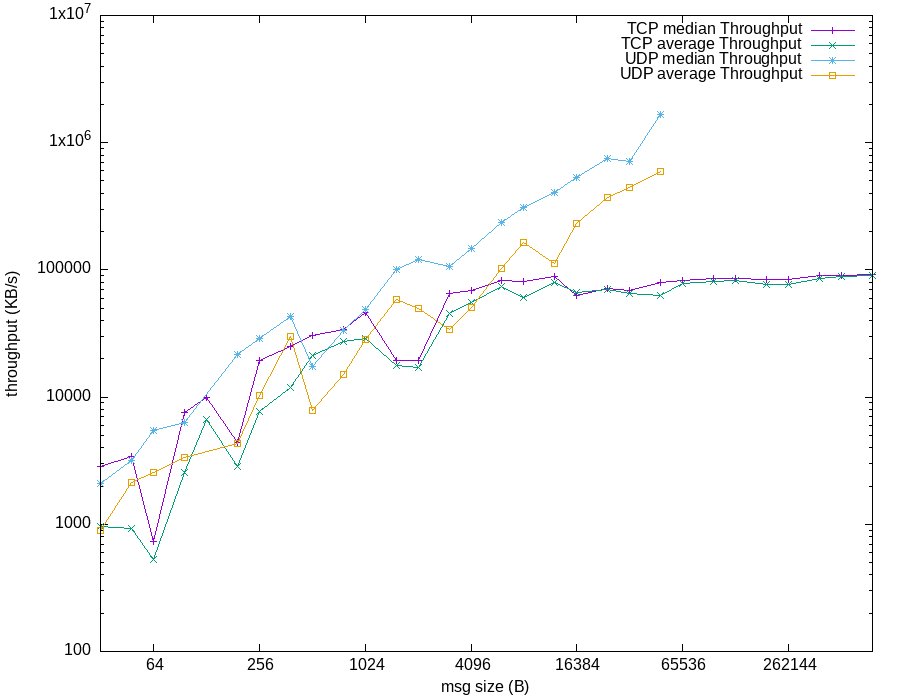 1x10^7
TCP median Throughput
TCP average Throughput
UDP median Throughput
UDP average Throughput
1x10^6
100000
throughput (KB/s)
10000
1000
100
64 256 1024 4096 16384 65536 262144
msg size (B)